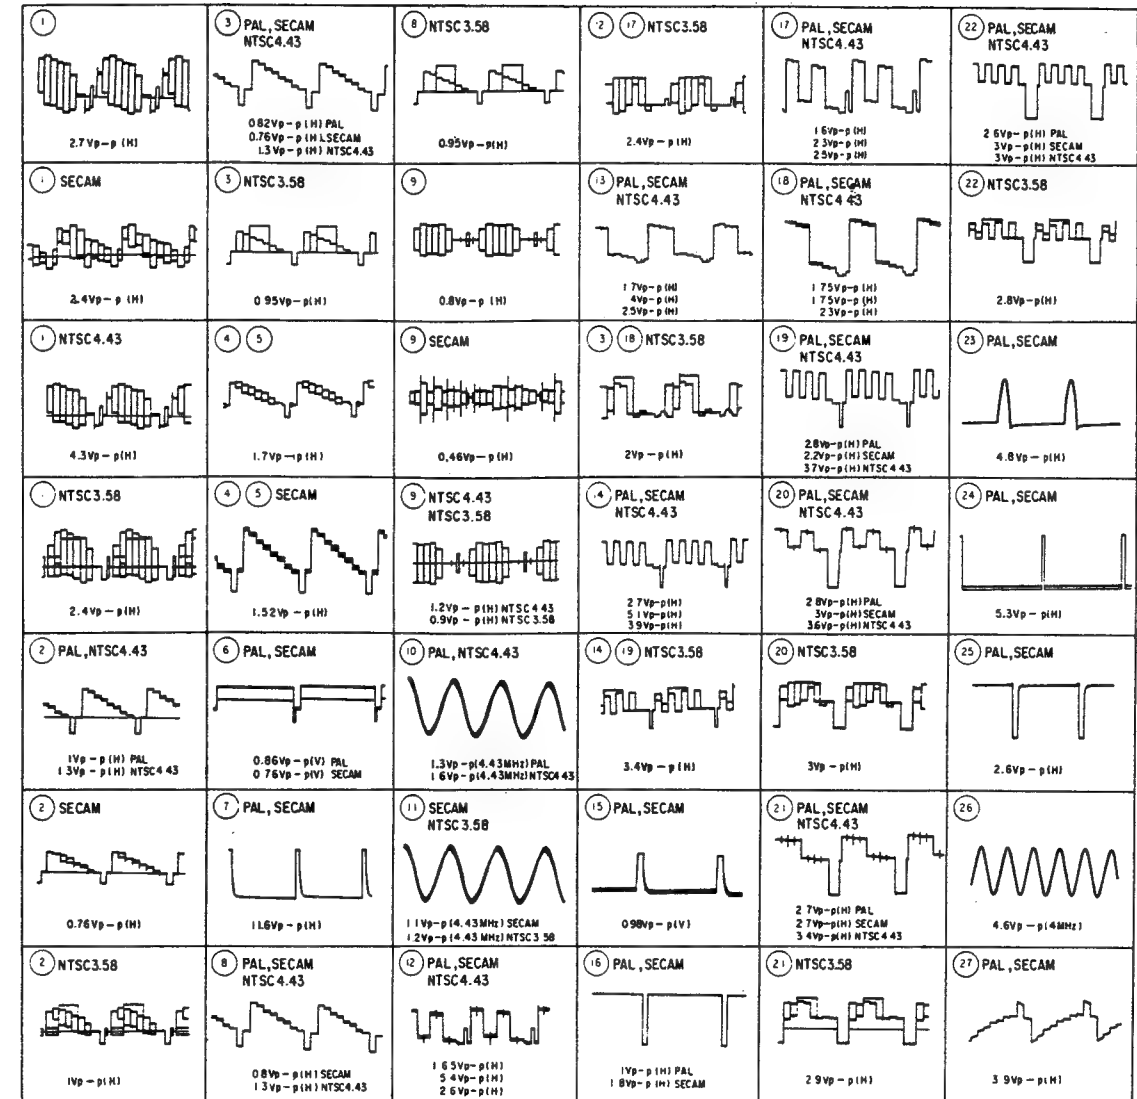 1
2.7Vp-p (H)
1 SECAM
2.4Vp-p (H)
1 NTSC4.43
4.3Vp-p(H)
1 NTSC3.58
2.4Vp-p(H)
2 PAL,NTSC4.43
1Vp-p(H) PAL
1 3Vp-p(H) NTSC4 43
2 SECAM
0.76Vp-p(H)
2 NTSC3.58
1Vp-p(H)
3 PAL,SECAM
NTSC4.43
082Vp-p(H) PAL
0.76Vp-p(H) SECAM
1.3Vp-p(H) NTSC4.43
3 NTSC3.58
0 95Vp-p(H)
4 5
1.7Vp-p(H)
4 5 SECAM
1.52Vp-p(H)
6 PAL,SECAM
0.86Vp-p(V) PAL
0 76Vp-p(V) SECAM
7 PAL,SECAM
11.6Vp-p(H)
8 PAL,SECAM
NTSC4.43
08Vp-p(H) SECAM
1 3Vp-p(H) NTSC4.43
8 NTSC3.58
0.95Vp-p(H)
9
0.8Vp-p (H)
9 SECAM
0.46Vp-p(H)
9 NTSC4.43
NTSC3.58
1.2Vp-p(H) NTSC4 43
0.9Vp-p(H) NTSC3.58
10 PAL,NTSC4.43
1.3Vp-p(4.43MHz)PAL
1 6Vp-p(4.43MHz)NTSC4 43
11 SECAM
NTSC3.58
1 1Vp-p(4.43MHz) SECAM
1.2Vp-p(4.43MHz)NTSC3 58
12 PAL,SECAM
NTSC4.43
1 65Vp-p(H)
5 4Vp-p(H)
2 6Vp-p(H)
12 17 NTSC3.58
2.4Vp-p(H)
13 PAL,SECAM
NTSC4.43
1 7Vp-p(H)
4Vp-p(H)
2.5Vp-p(H)
3 18 NTSC3.58
2Vp-p(H)
14 PAL,SECAM
NTSC4.43
2 7Vp-p(H)
5 1Vp-p(H)
3 9Vp-p(H)
14 19 NTSC3.58
3.4Vp-p(H)
15 PAL,SECAM
098Vp-p(V)
16 PAL,SECAM
1Vp-p(H) PAL
1 8Vp-p(H) SECAM
17 PAL,SECAM
NTSC4.43
1 6Vp-p(H)
2 3Vp-p(H)
2.5Vp-p(H)
18 PAL,SECAM
NTSC4 43
1 75Vp-p(H)
1 75Vp-p(H)
2 3Vp-p(H)
19 PAL,SECAM
NTSC4.43
2.8Vp-p(H) PAL
2.2Vp-p(H) SECAM
3.7Vp-p(H) NTSC4 43
20 PAL,SECAM
NTSC4.43
2 8Vp-p(H)PAL
3Vp-p(H)SECAM
3.6Vp-p(H)NTSC4 43
20 NTSC3.58
3Vp-p(H)
21 PAL,SECAM
NTSC4.43
2 7Vp-p(H) PAL
2 7Vp-p(H) SECAM
3 4Vp-p(H) NTSC4 43
21 NTSC3.58
2 9Vp-p(H)
22 PAL,SECAM
NTSC4.43
2 6Vp-p(H) PAL
3Vp-p(H) SECAM
3Vp-p(H) NTSC4 43
22 NTSC3.58
2.8Vp-p(H)
23 PAL,SECAM
4.8Vp-p(H)
24 PAL,SECAM
5.3Vp-p(H)
25 PAL,SECAM
2.6Vp-p(H)
26
4.6Vp-p(4MHz)
27 PAL,SECAM
3 9Vp-p(H)